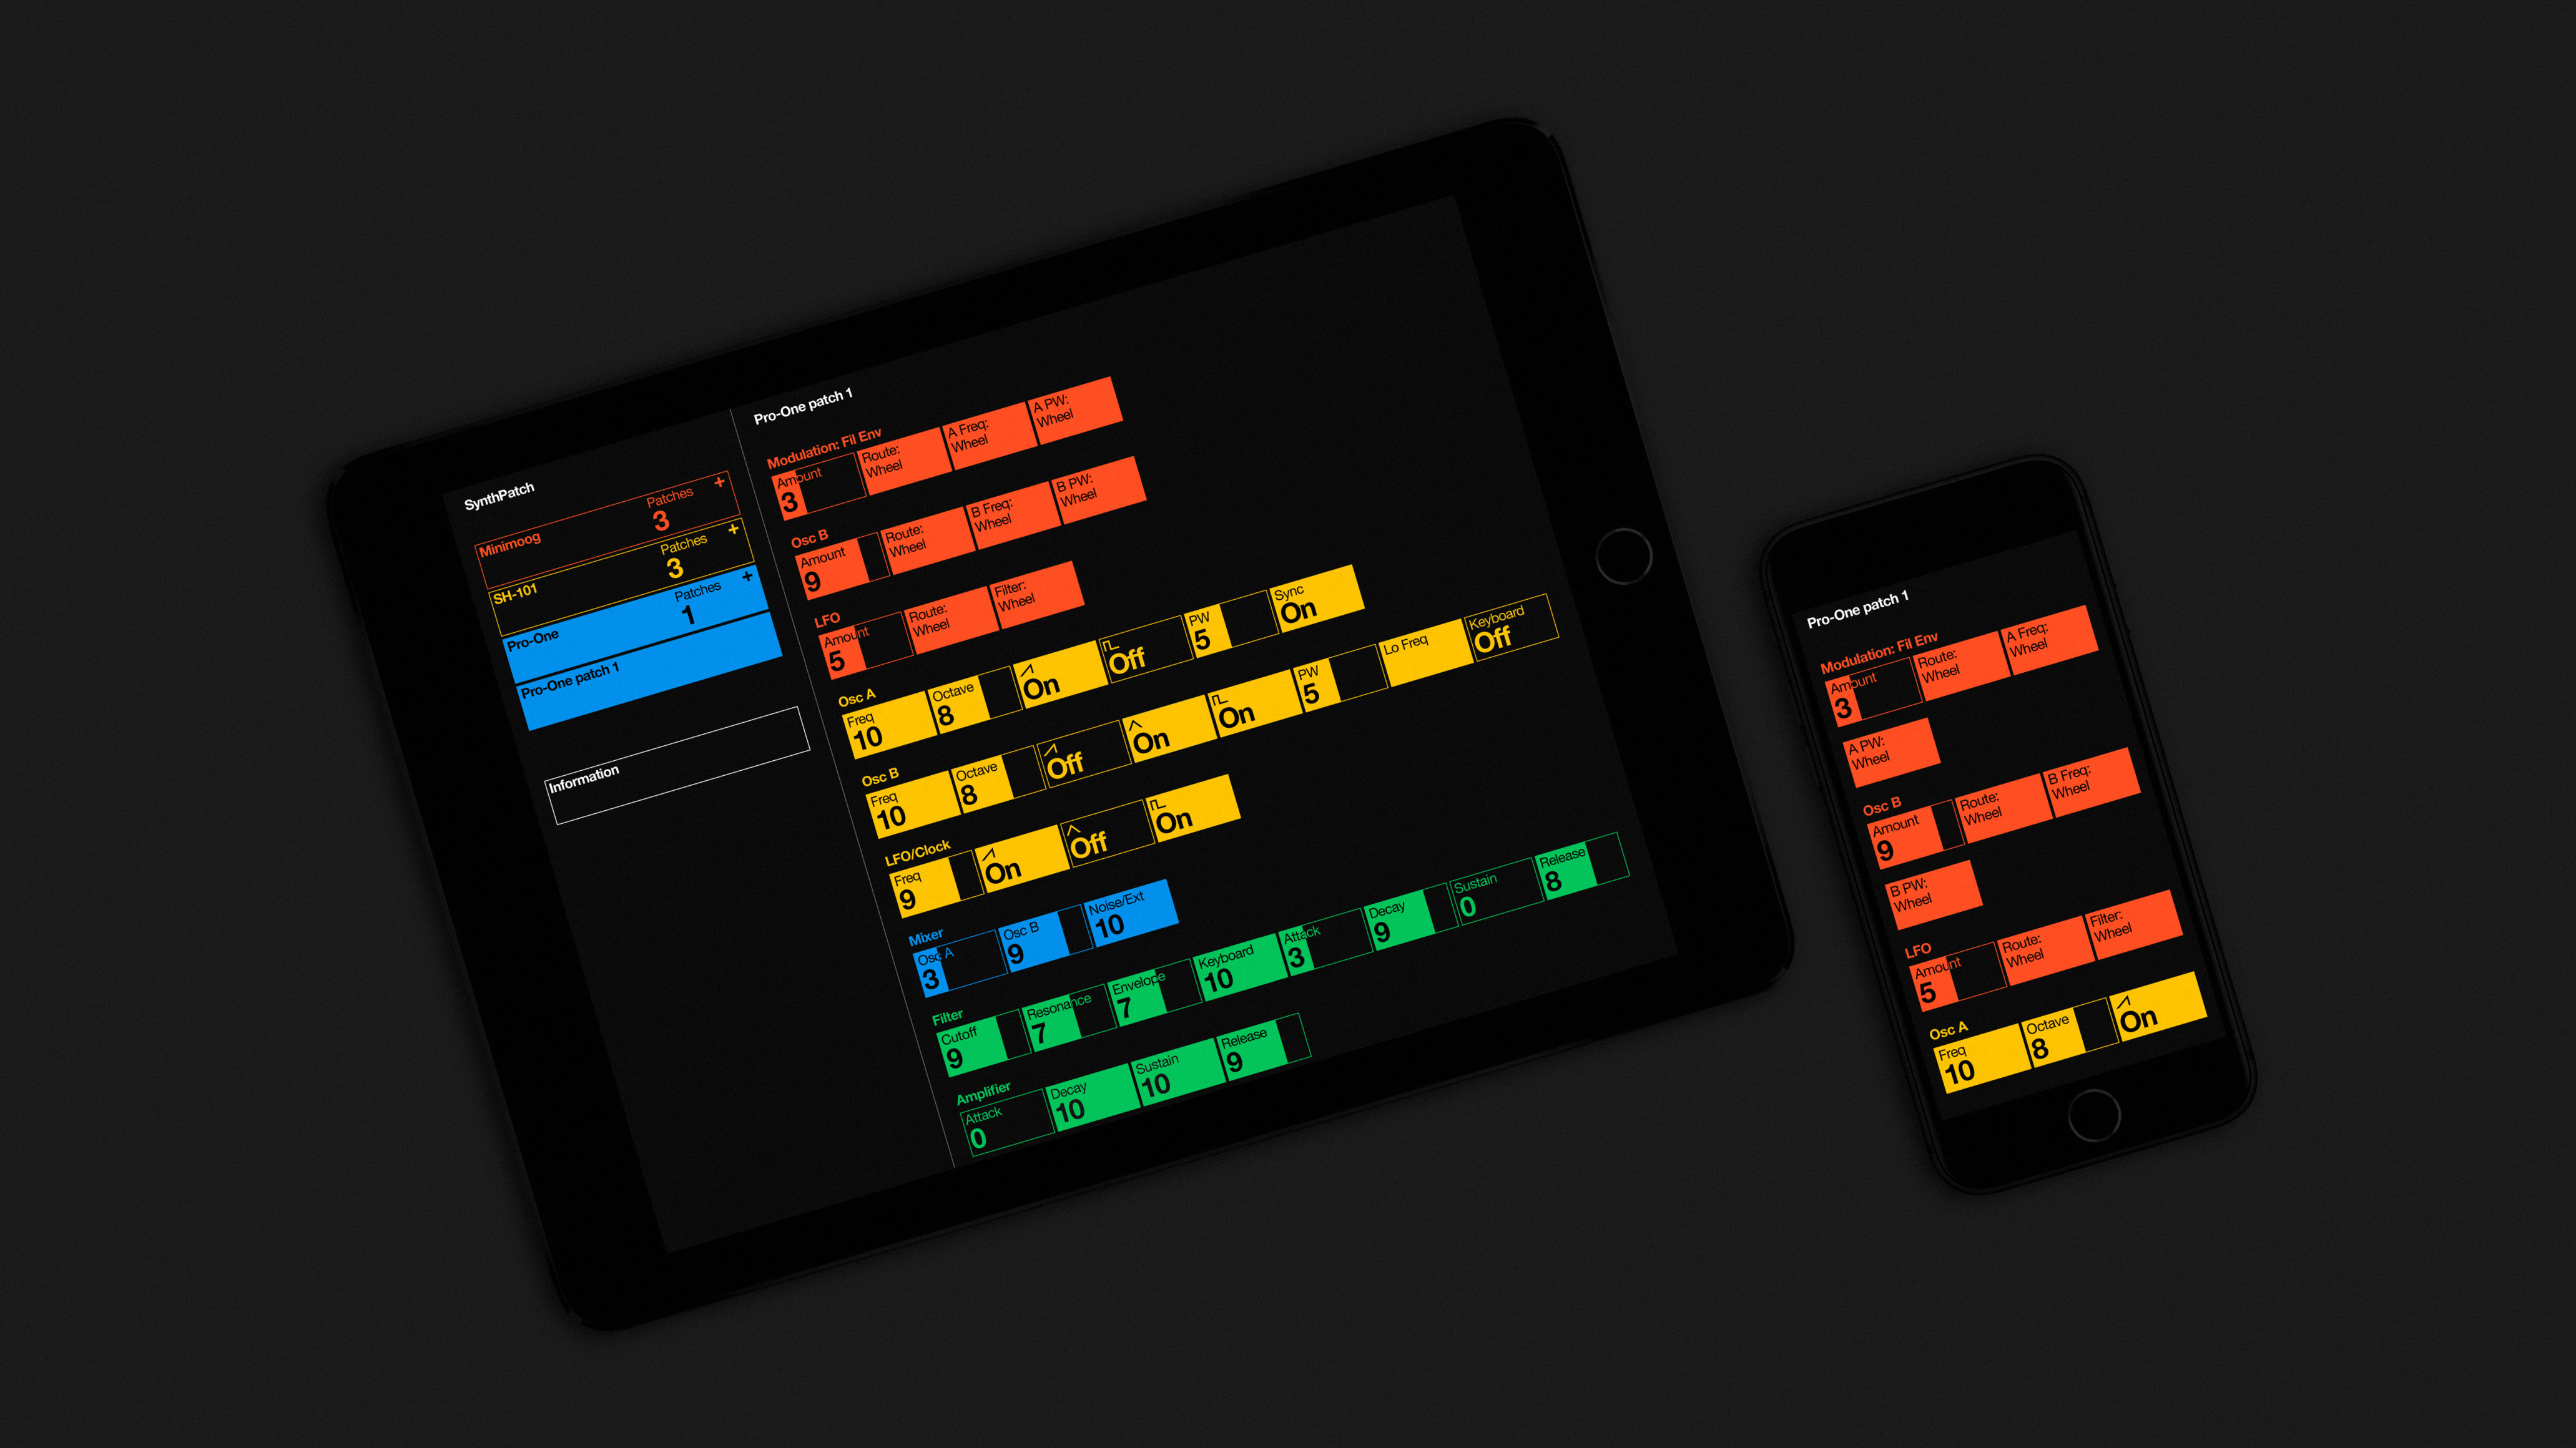 SynthPatch
Minimoog Patches 3 +
SH-101 Patches 3 +
Pro-One Patches 1 +
Pro-One patch 1
Information
Pro-One patch 1
Modulation: Fil Env
Amount 3 Route: Wheel A Freq: Wheel A PW: Wheel
Osc B
Amount 9 Route: Wheel B Freq: Wheel B PW: Wheel
LFO
Amount 5 Route: Wheel Filter: Wheel
Osc A
Freq 10 Octave 8 On Off PW 5 Sync On
Osc B
Freq 10 Octave 8 Off On On PW 5 Lo Freq Keyboard Off
LFO/Clock
Freq 9 On Off On
Mixer
Osc A 3 Osc B 9 Noise/Ext 10
Filter
Cutoff 9 Resonance 7 Envelope 7 Keyboard 10 Attack 3 Decay 9 Sustain 0 Release 8
Amplifier
Attack 0 Decay 10 Sustain 10 Release 9
Pro-One patch 1
Modulation: Fil Env
Amount 3 Route: Wheel A Freq: Wheel
A PW: Wheel
Osc B
Amount 9 Route: Wheel B Freq: Wheel
B PW: Wheel
LFO
Amount 5 Route: Wheel Filter: Wheel
Osc A
Freq 10 Octave 8 On